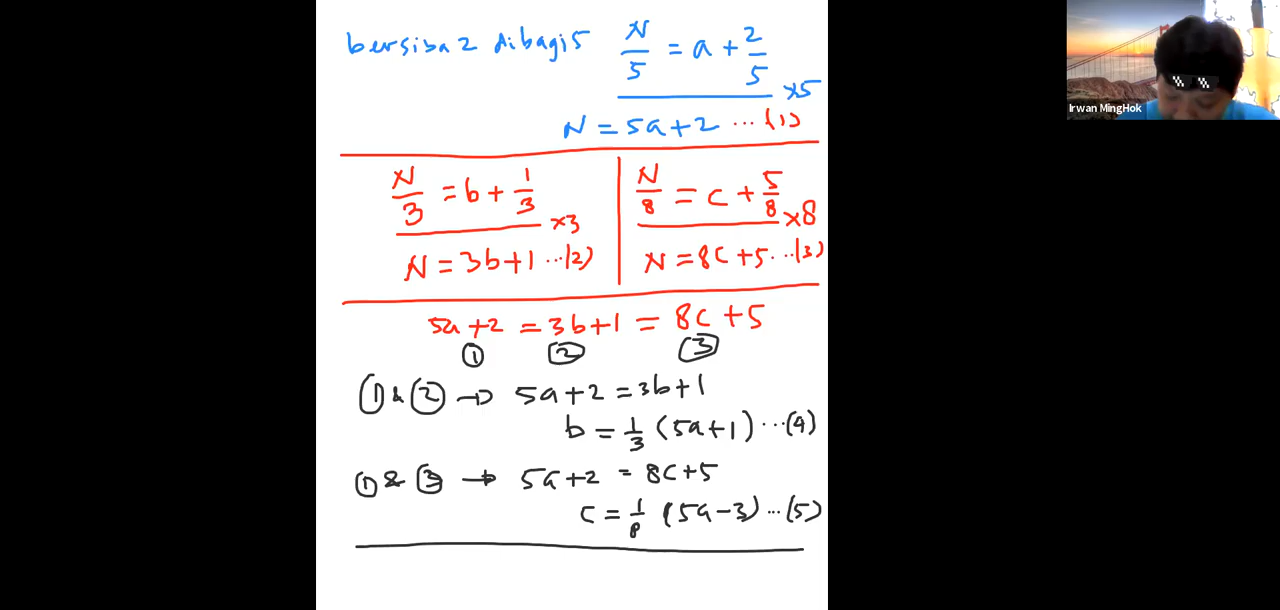 bersisa 2 dibagi 5 N/5 = a + 2/5
×5
N = 5a + 2 ... (1)
Irwan MingHok
N/3 = b + 1/3
×3
N = 3b + 1 ... (2)
N/8 = c + 5/8
×8
N = 8c + 5 ... (3)
5a + 2 = 3b + 1 = 8c + 5
① ② ③
① & ② → 5a + 2 = 3b + 1
b = 1/3 (5a + 1) ... (4)
① & ③ → 5a + 2 = 8c + 5
c = 1/8 (5a − 3) ... (5)